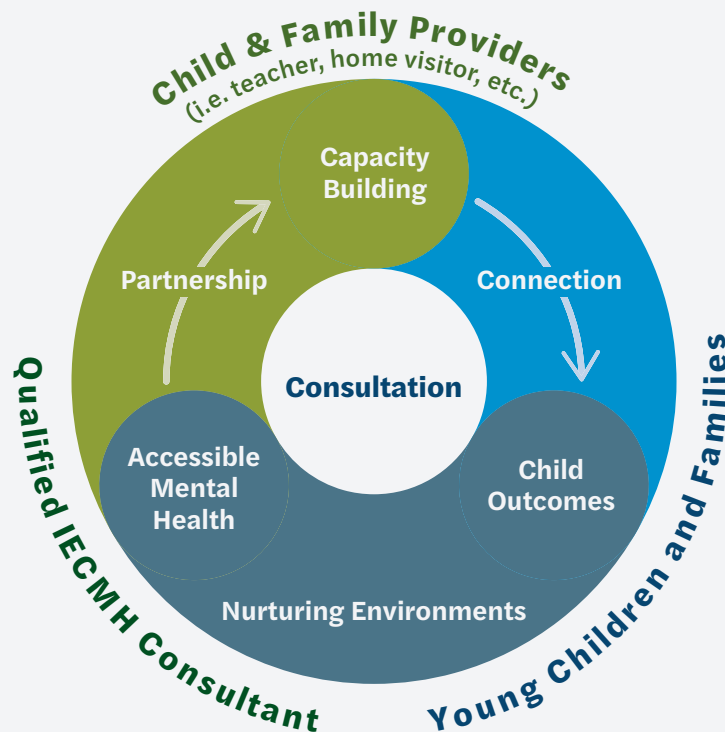 Child & Family Providers
(i.e. teacher, home visitor, etc.)
Capacity
Building
Partnership
Connection
Consultation
Accessible
Mental
Health
Child
Outcomes
Nurturing Environments
Qualified IECMH Consultant
Young Children and Families